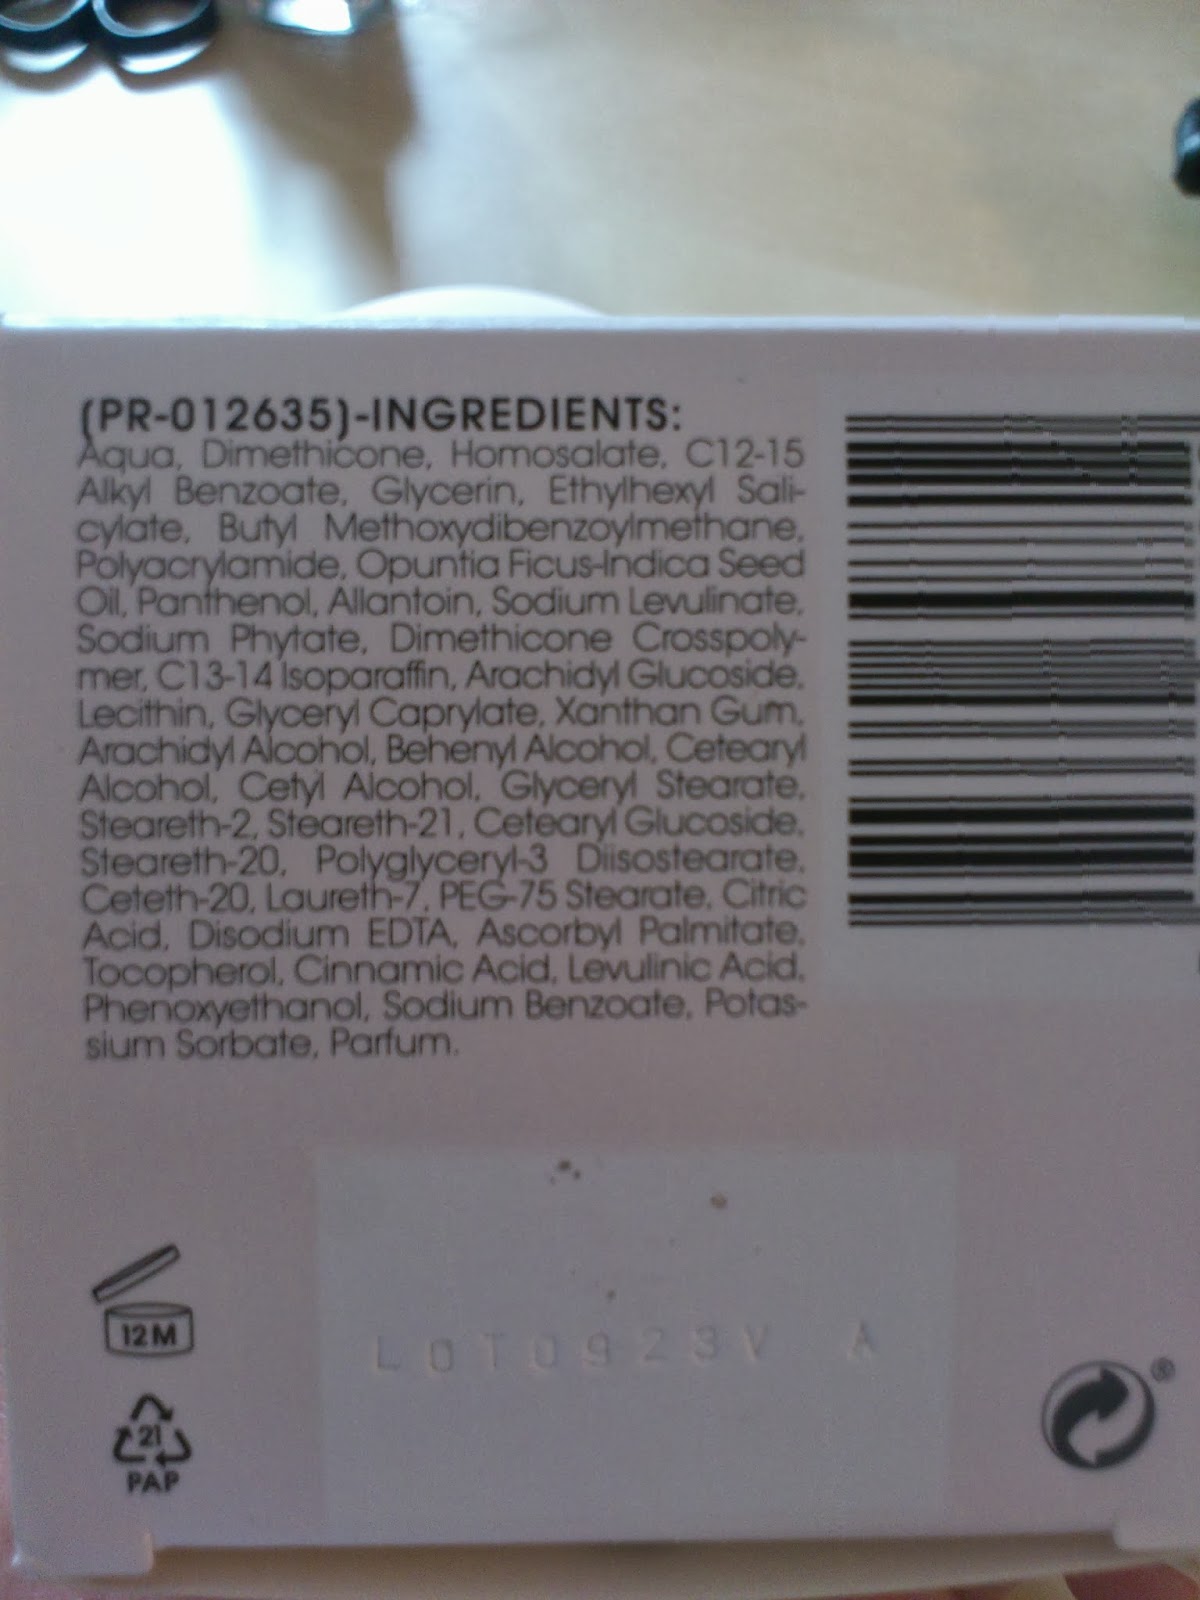 (PR-012635)-INGREDIENTS:
Aqua, Dimethicone, Homosalate, C12-15
Alkyl Benzoate, Glycerin, Ethylhexyl Sali-
cylate, Butyl Methoxydibenzoylmethane,
Polyacrylamide, Opuntia Ficus-Indica Seed
Oil, Panthenol, Allantoin, Sodium Levulinate,
Sodium Phytate, Dimethicone Crosspoly-
mer, C13-14 Isoparaffin, Arachidyl Glucoside,
Lecithin, Glyceryl Caprylate, Xanthan Gum,
Arachidyl Alcohol, Behenyl Alcohol, Cetearyl
Alcohol, Cetyl Alcohol, Glyceryl Stearate,
Steareth-2, Steareth-21, Cetearyl Glucoside,
Steareth-20, Polyglyceryl-3 Diisostearate,
Ceteth-20, Laureth-7, PEG-75 Stearate, Citric
Acid, Disodium EDTA, Ascorbyl Palmitate,
Tocopherol, Cinnamic Acid, Levulinic Acid,
Phenoxyethanol, Sodium Benzoate, Potas-
sium Sorbate, Parfum.
12M
LOT0923V A
21
PAP
®